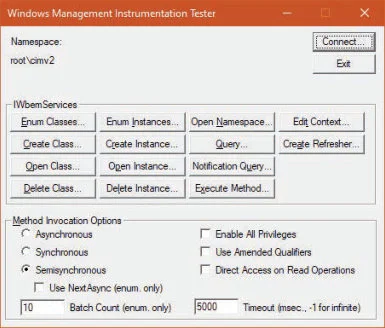 Windows Management Instrumentation Tester
Namespace:
Connect...
root\cimv2
Exit
IWbemServices
Enum Classes... Enum Instances... Open Namespace... Edit Context...
Create Class... Create Instance... Query... Create Refresher...
Open Class... Open Instance... Notification Query...
Delete Class... Delete Instance... Execute Method...
Method Invocation Options
Asynchronous Enable All Privileges
Synchronous Use Amended Qualifiers
Semisynchronous Direct Access on Read Operations
Use NextAsync (enum. only)
10 Batch Count (enum. only) 5000 Timeout (msec., -1 for infinite)